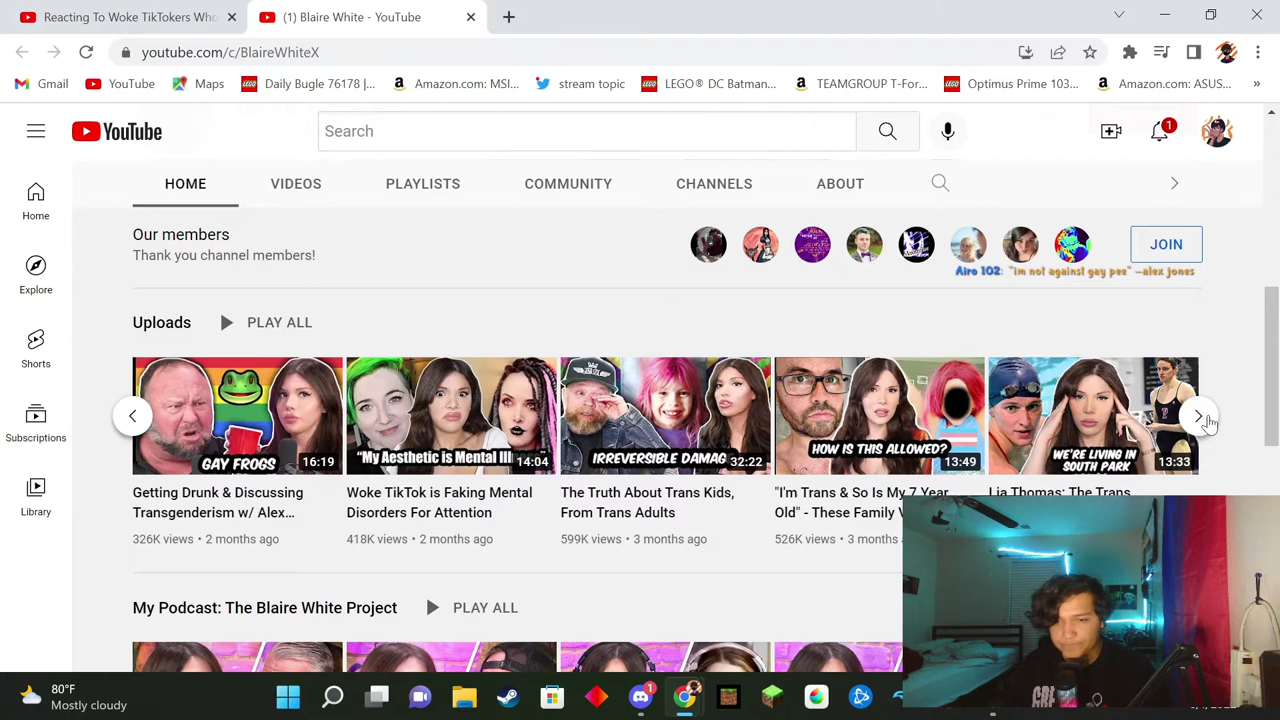 Reacting To Woke TikTokers Who
(1) Blaire White - YouTube
youtube.com/c/BlaireWhiteX
Gmail YouTube Maps Daily Bugle 76178 |... Amazon.com: MSI... stream topic LEGO® DC Batman... TEAMGROUP T-For... Optimus Prime 103... Amazon.com: ASUS... »
YouTube
Search
1
HOME VIDEOS PLAYLISTS COMMUNITY CHANNELS ABOUT
Home
Explore
Shorts
Subscriptions
Library
Our members
Thank you channel members!
JOIN
Airo 102: "im not against gay pee" —alex jones
Uploads PLAY ALL
GAY FROGS 16:19
"My Aesthetic is Mental Ill 14:04
IRREVERSIBLE DAMAG 32:22
HOW IS THIS ALLOWED? 13:49
WE'RE LIVING IN
SOUTH PARK 13:33
Getting Drunk & Discussing
Transgenderism w/ Alex...
326K views • 2 months ago
Woke TikTok is Faking Mental
Disorders For Attention
418K views • 2 months ago
The Truth About Trans Kids,
From Trans Adults
599K views • 3 months ago
"I'm Trans & So Is My 7 Year
Old" - These Family V
526K views • 3 months
Lia Thomas: The Trans
My Podcast: The Blaire White Project PLAY ALL
80°F
Mostly cloudy
1